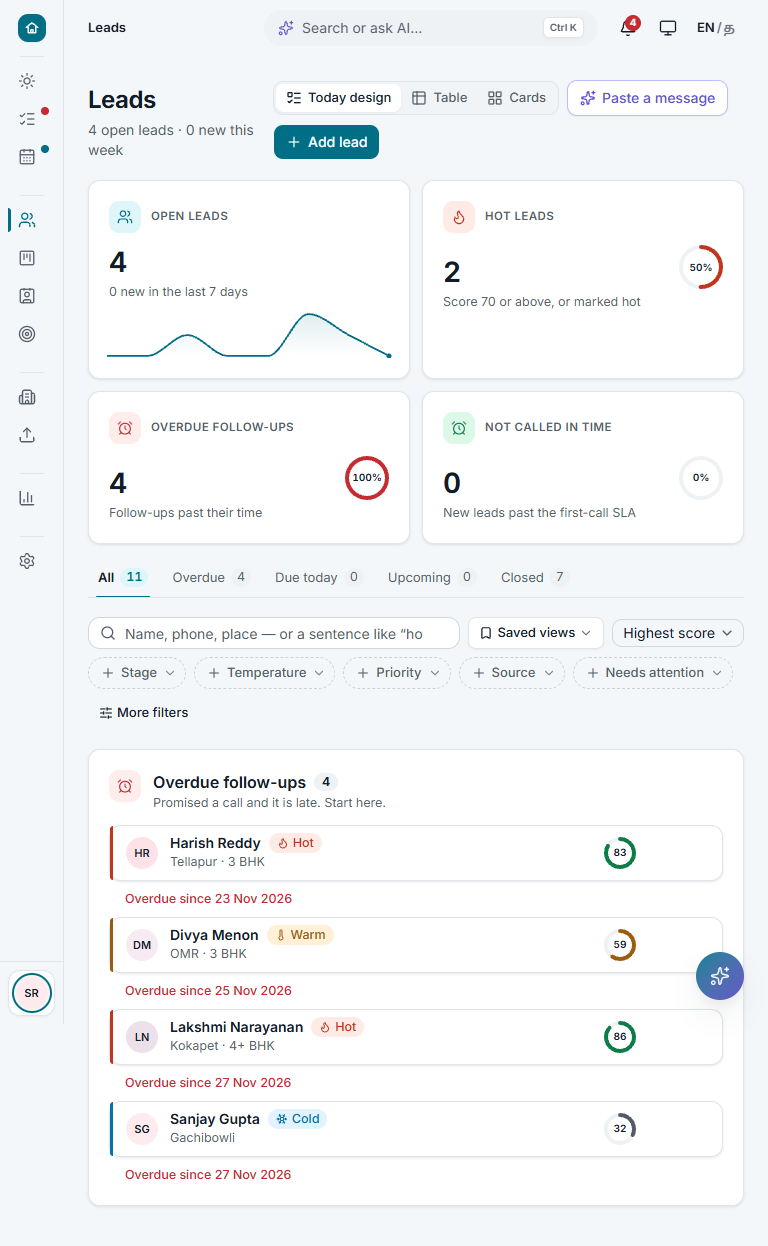 Leads
Search or ask AI...
Ctrl K
4
EN / த
Leads
4 open leads · 0 new this
week
Today design
Table
Cards
Paste a message
+ Add lead
OPEN LEADS
4
0 new in the last 7 days
HOT LEADS
2
50%
Score 70 or above, or marked hot
OVERDUE FOLLOW-UPS
4
100%
Follow-ups past their time
NOT CALLED IN TIME
0
0%
New leads past the first-call SLA
All 11
Overdue 4
Due today 0
Upcoming 0
Closed 7
Name, phone, place — or a sentence like “ho
Saved views
Highest score
+ Stage
+ Temperature
+ Priority
+ Source
+ Needs attention
More filters
Overdue follow-ups 4
Promised a call and it is late. Start here.
HR
Harish Reddy
Hot
Tellapur · 3 BHK
83
Overdue since 23 Nov 2026
DM
Divya Menon
Warm
OMR · 3 BHK
59
Overdue since 25 Nov 2026
LN
Lakshmi Narayanan
Hot
Kokapet · 4+ BHK
86
Overdue since 27 Nov 2026
SG
Sanjay Gupta
Cold
Gachibowli
32
Overdue since 27 Nov 2026
SR